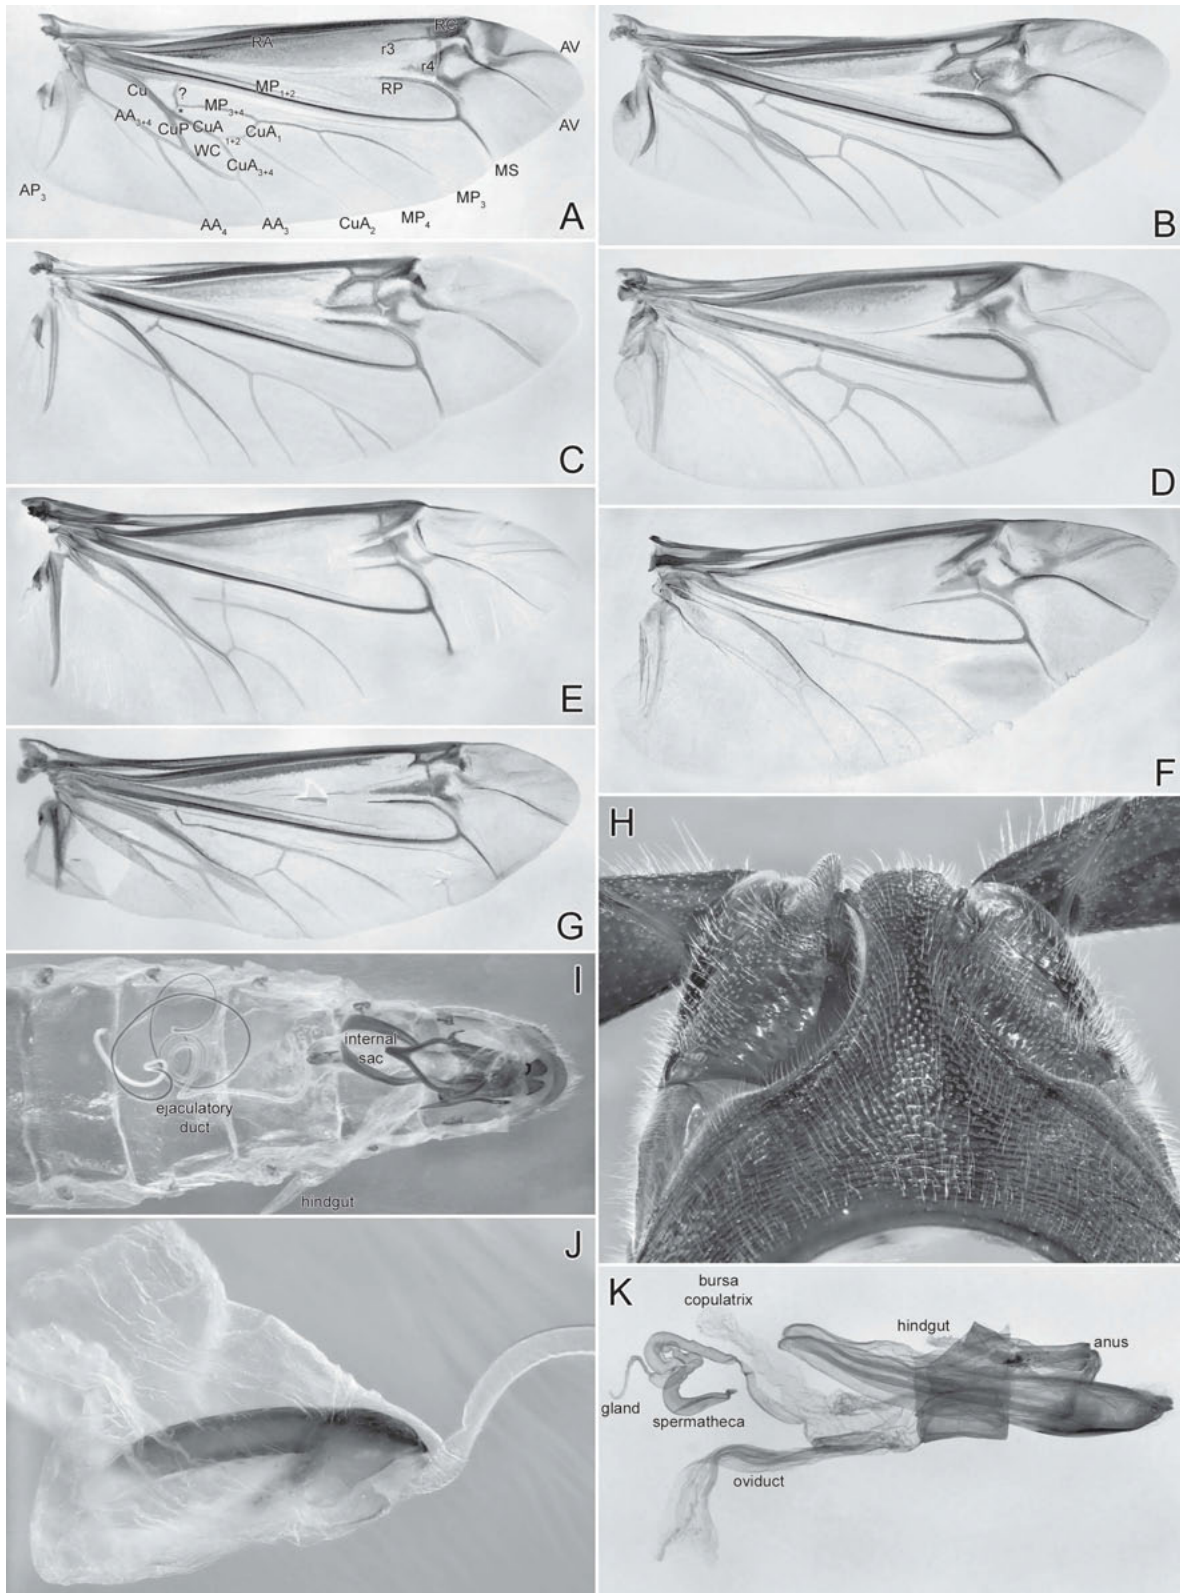 RA
RC
r3
r4
AV
Cu
?
MP1+2
RP
MP3+4
AA3+4
*
CuP
CuA1+2
CuA1
AV
WC
CuA3+4
MS
AP3
MP3
AA4
AA3
CuA2
MP4
A
B
C
D
E
F
G
H
I
internal
sac
ejaculatory
duct
hindgut
J
K
bursa
copulatrix
hindgut
anus
gland
spermatheca
oviduct